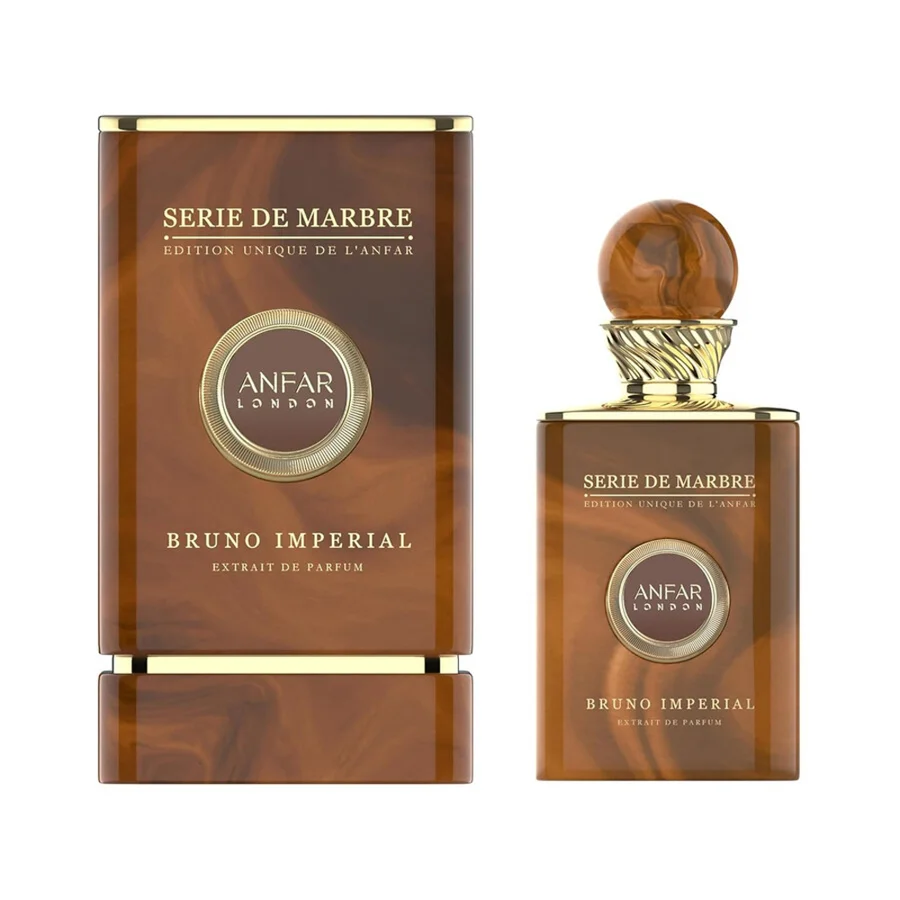 SERIE DE MARBRE
EDITION UNIQUE DE L'ANFAR
ANFAR
LONDON
BRUNO IMPERIAL
EXTRAIT DE PARFUM
SERIE DE MARBRE
EDITION UNIQUE DE L'ANFAR
ANFAR
LONDON
BRUNO IMPERIAL
EXTRAIT DE PARFUM